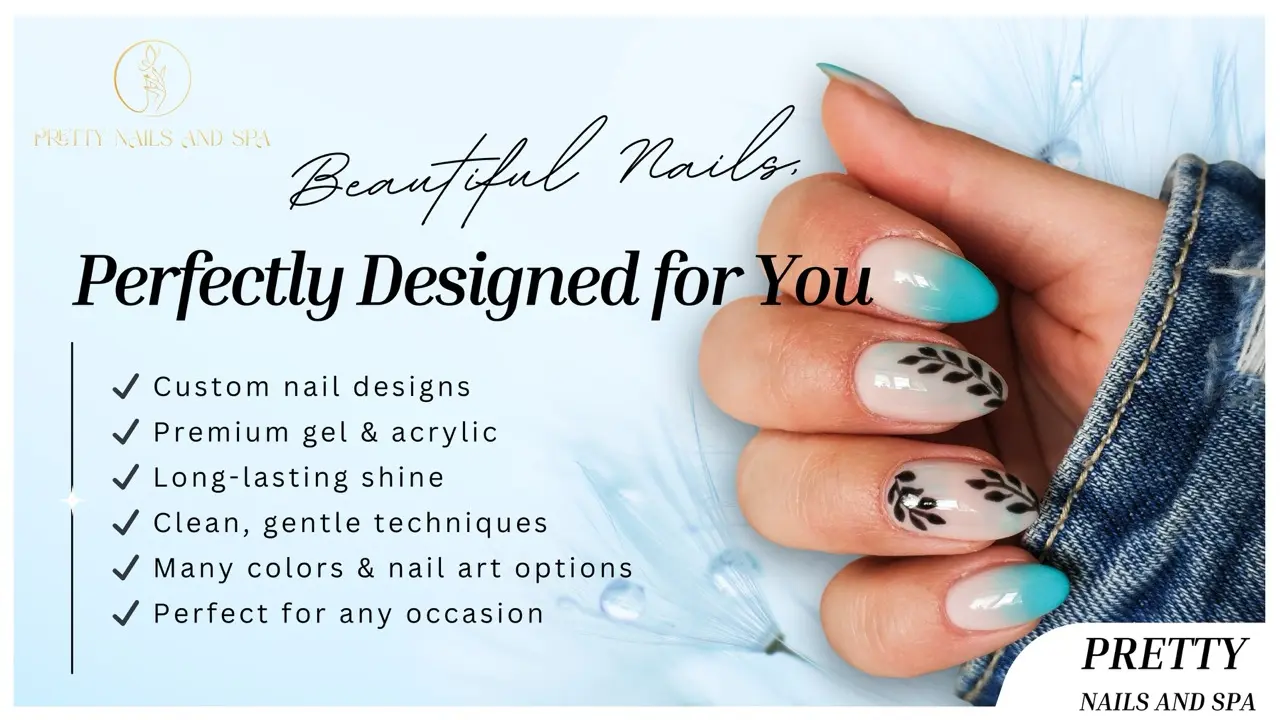 PRETTY NAILS AND SPA
Beautiful Nails,
Perfectly Designed for You
✓ Custom nail designs
✓ Premium gel & acrylic
✓ Long-lasting shine
✓ Clean, gentle techniques
✓ Many colors & nail art options
✓ Perfect for any occasion
PRETTY
NAILS AND SPA